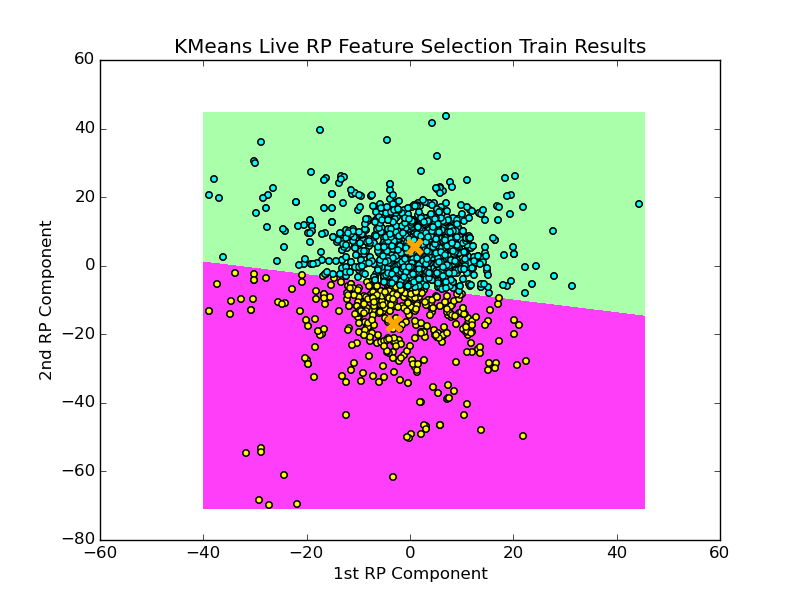 KMeans Live RP Feature Selection Train Results
60
40
20
0
−20
−40
−60
−80
2nd RP Component
−60 −40 −20 0 20 40 60
1st RP Component